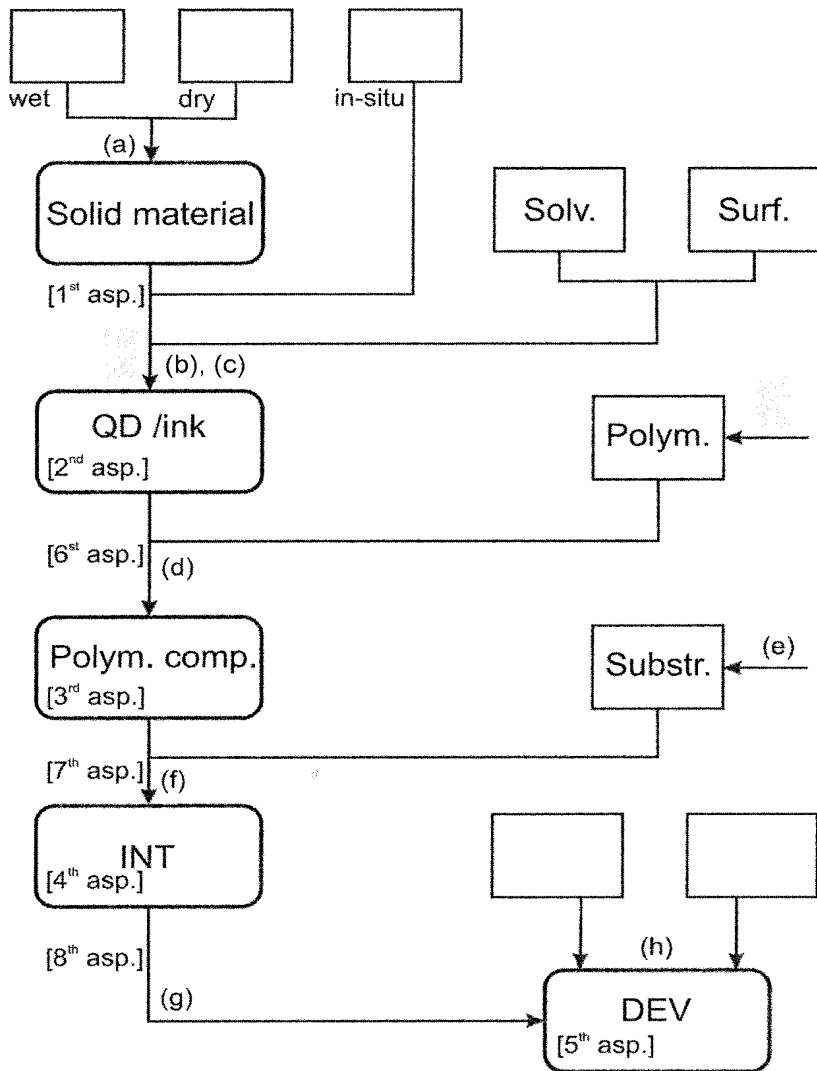 wet
dry
in-situ
(a)
Solid material
Solv.
Surf.
[1st asp.]
(b), (c)
QD /ink
[2nd asp.]
Polym.
[6st asp.]
(d)
Polym. comp.
[3rd asp.]
Substr.
(e)
[7th asp.]
(f)
INT
[4th asp.]
[8th asp.]
(h)
(g)
DEV
[5th asp.]